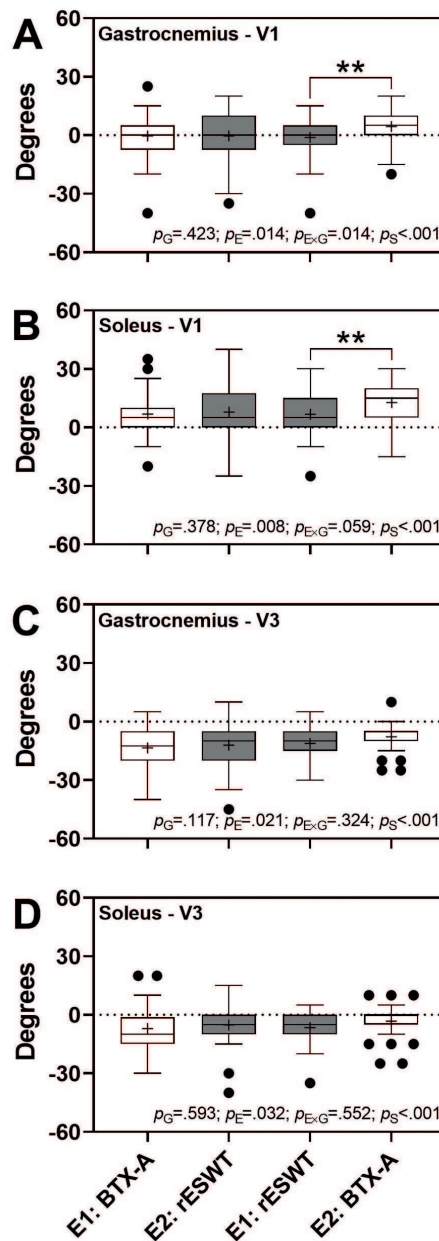 A
Gastrocnemius - V1
**
Degrees
60
30
0
-30
-60
pG=.423; pE=.014; pE×G=.014; pS<.001
B
Soleus - V1
**
Degrees
60
30
0
-30
-60
pG=.378; pE=.008; pE×G=.059; pS<.001
C
Gastrocnemius - V3
Degrees
60
30
0
-30
-60
pG=.117; pE=.021; pE×G=.324; pS<.001
D
Soleus - V3
Degrees
60
30
0
-30
-60
pG=.593; pE=.032; pE×G=.552; pS<.001
E1: BTX-A
E2: rESWT
E1: rESWT
E2: BTX-A